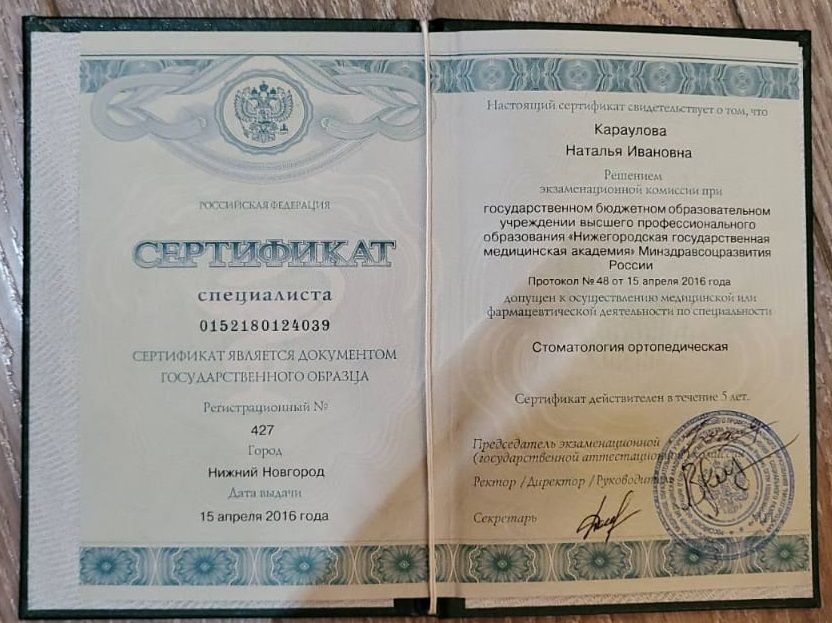 РОССИЙСКАЯ ФЕДЕРАЦИЯ
СЕРТИФИКАТ
специалиста
0152180124039
СЕРТИФИКАТ ЯВЛЯЕТСЯ ДОКУМЕНТОМ
ГОСУДАРСТВЕННОГО ОБРАЗЦА
Регистрационный №
427
Город
Нижний Новгород
Дата выдачи
15 апреля 2016 года
Настоящий сертификат свидетельствует о том, что
Караулова
Наталья Ивановна
Решением
экзаменационной комиссии при
государственном бюджетном образовательном
учреждении высшего профессионального
образования «Нижегородская государственная
медицинская академия» Минздравсоцразвития
России
Протокол № 48 от 15 апреля 2016 года
допущен к осуществлению медицинской или
фармацевтической деятельности по специальности
Стоматология ортопедическая
Сертификат действителен в течение 5 лет.
Председатель экзаменационной
(государственной аттестационной) комиссии
Ректор /Директор /Руководитель
Секретарь